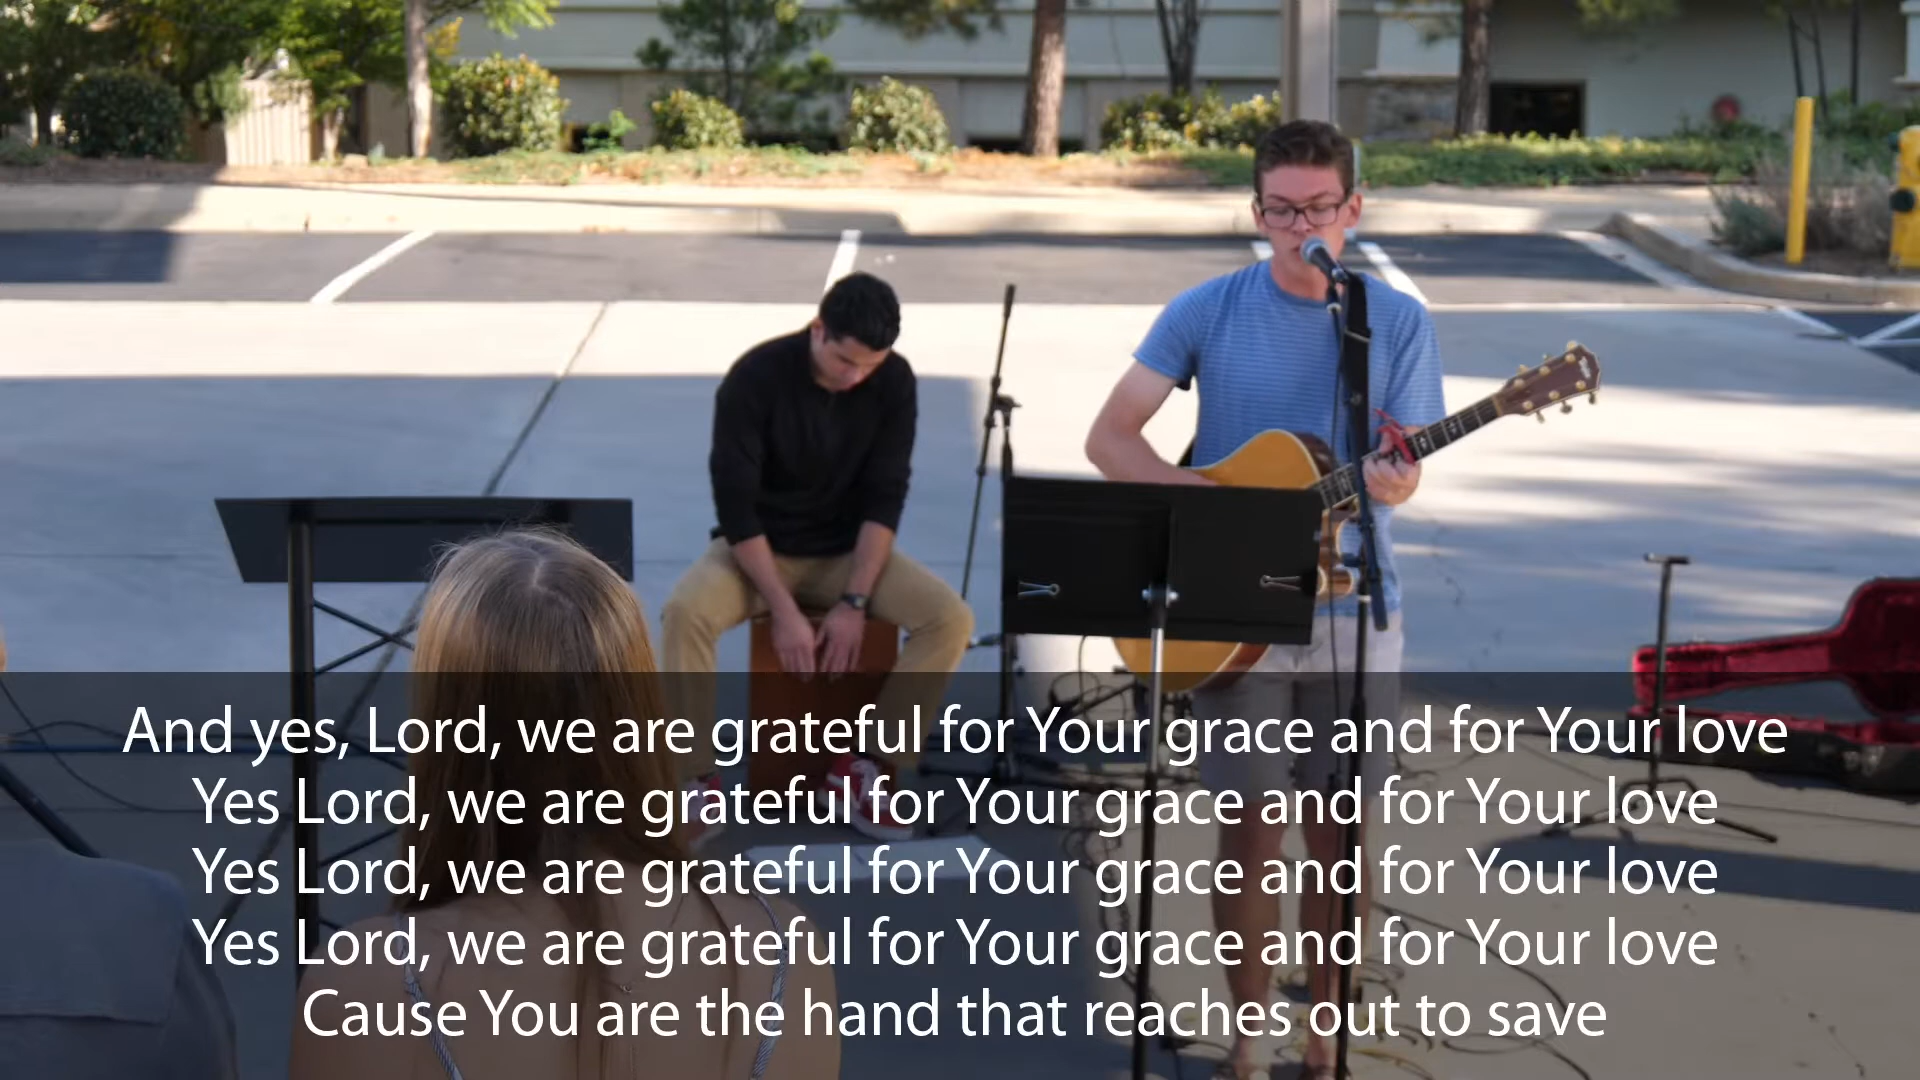 And yes, Lord, we are grateful for Your grace and for Your love
Yes Lord, we are grateful for Your grace and for Your love
Yes Lord, we are grateful for Your grace and for Your love
Yes Lord, we are grateful for Your grace and for Your love
Cause You are the hand that reaches out to save